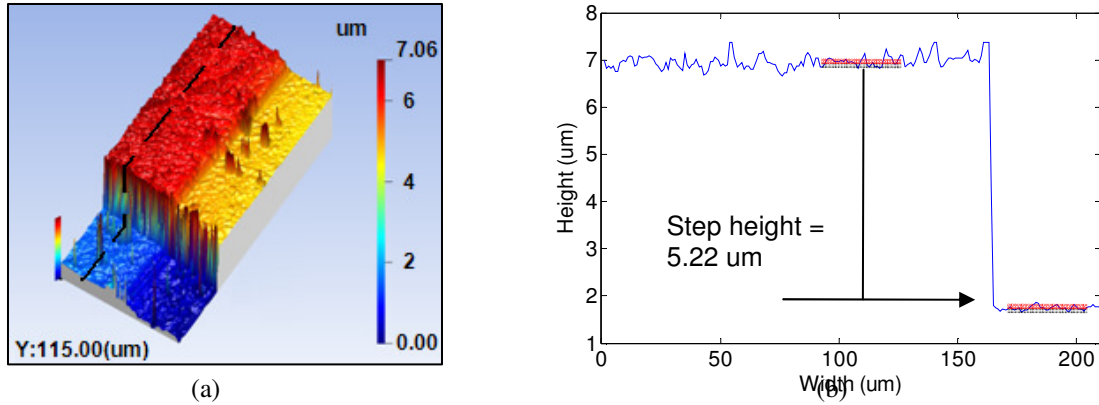 um
7.06
6
4
2
0.00
Y:115.00(um)
(a)
8
7
6
5
4
3
2
1
Height (um)
Step height =
5.22 um
0 50 100 150 200
Width (um)
(b)